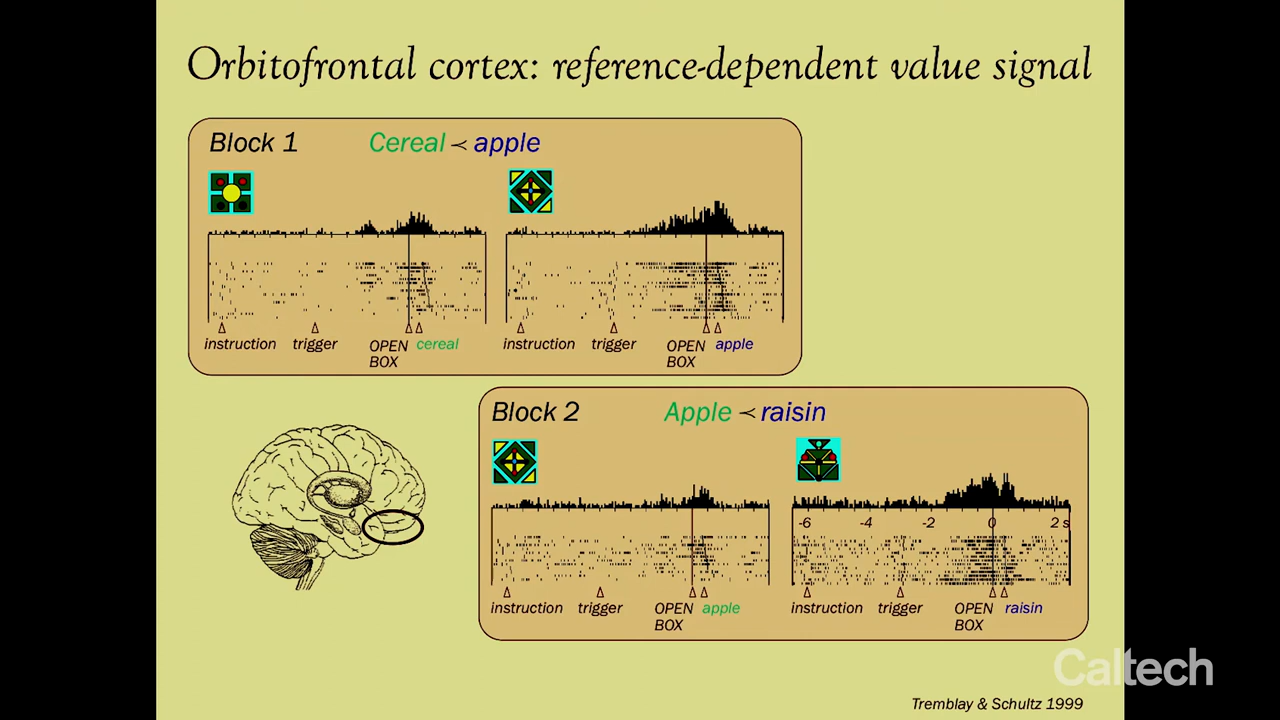 Orbitofrontal cortex: reference-dependent value signal
Block 1
Cereal ≺ apple
instruction trigger OPEN BOX cereal
instruction trigger OPEN BOX apple
Block 2
Apple ≺ raisin
instruction trigger OPEN BOX apple
-6 -4 -2 0 2 s
instruction trigger OPEN BOX raisin
Caltech
Tremblay & Schultz 1999